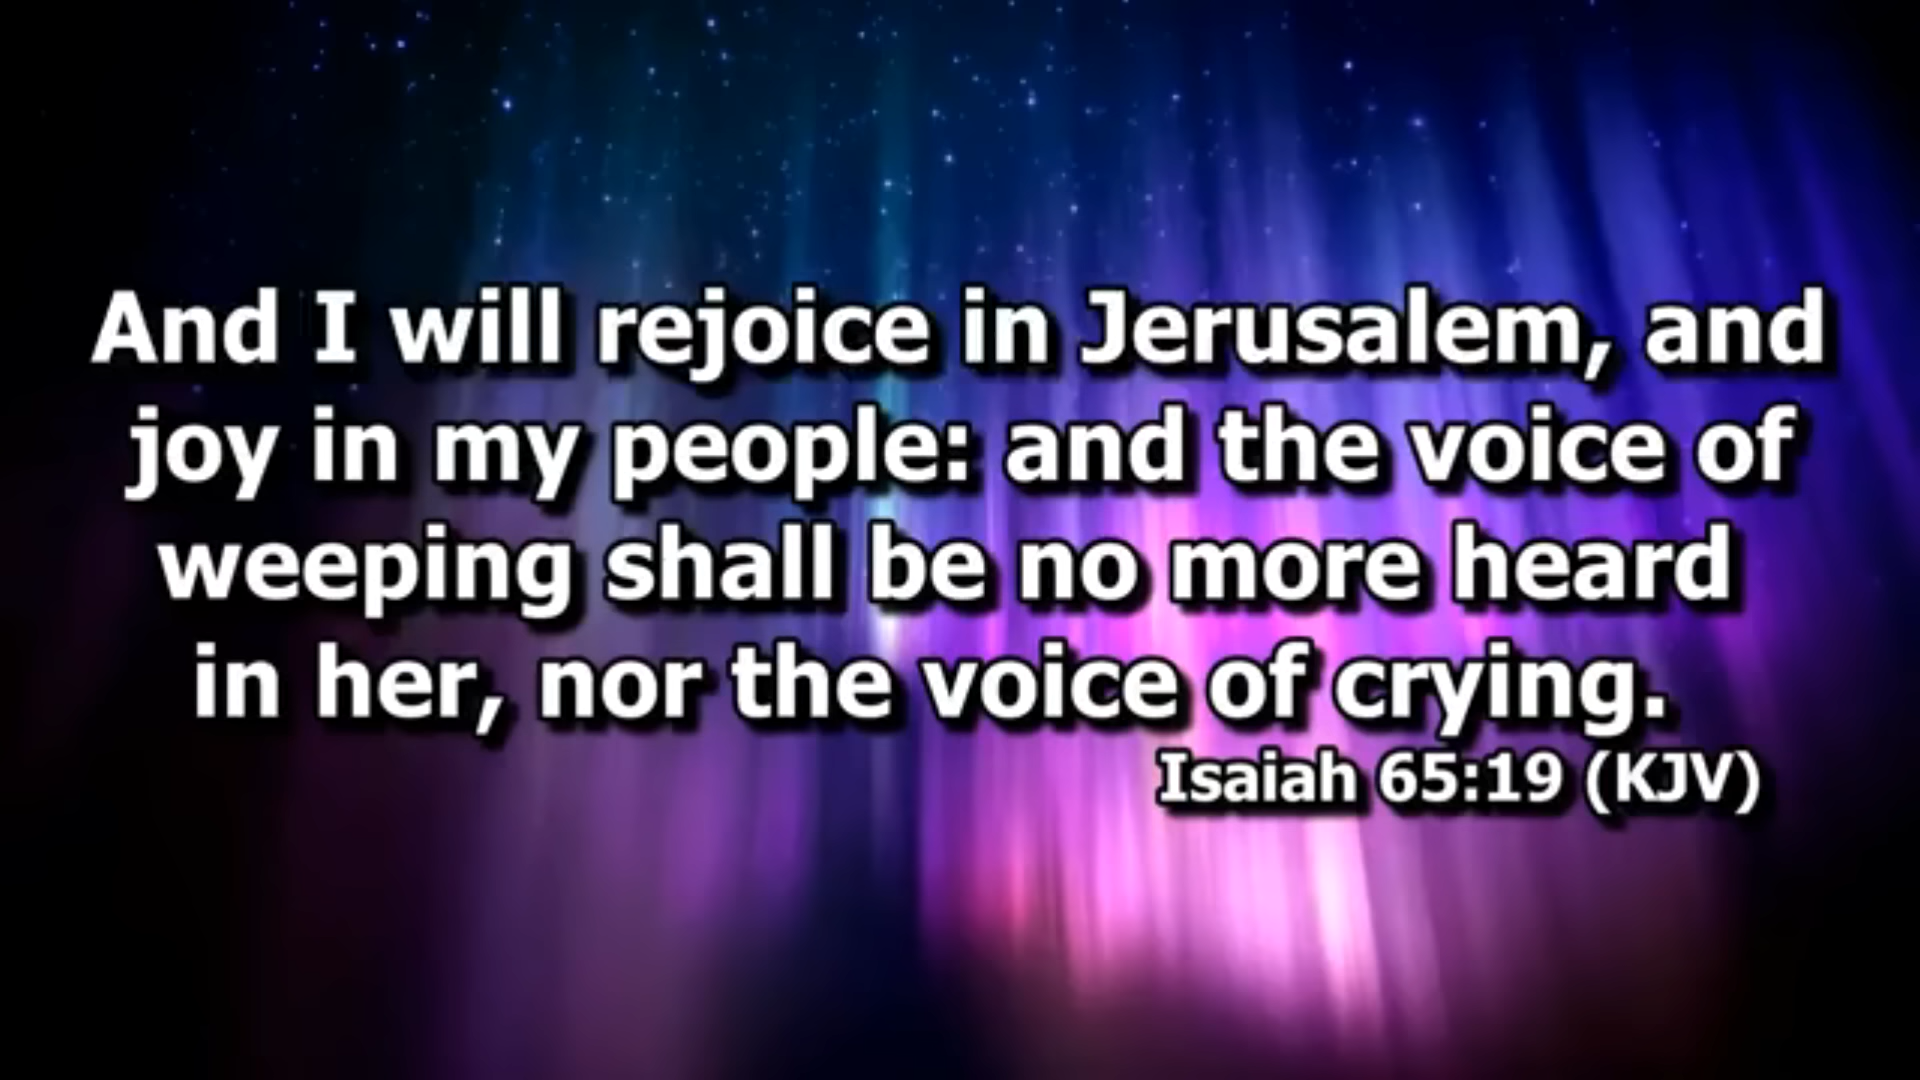 And I will rejoice in Jerusalem, and
joy in my people: and the voice of
weeping shall be no more heard
in her, nor the voice of crying.
Isaiah 65:19 (KJV)